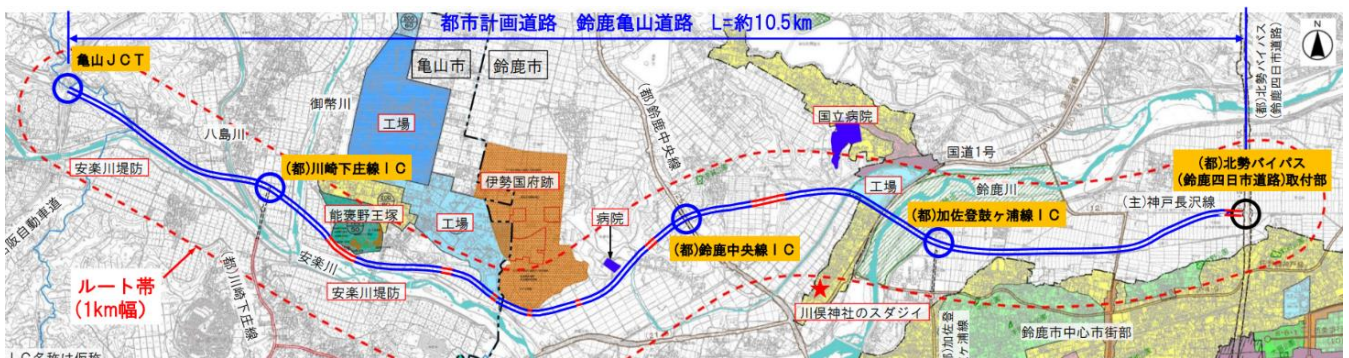 都市計画道路 鈴鹿亀山道路 L=約10.5km
N
亀山JCT
亀山市
鈴鹿市
御幣川
工場
八島川
(都)鈴鹿中央線
国立病院
国道1号
(都)北勢バイパス
(鈴鹿四日市道路)
安楽川堤防
(都)川崎下庄線IC
伊勢国府跡
工場
鈴鹿川
(都)北勢バイパス
(鈴鹿四日市道路)取付部
能褒野王塚
工場
病院
(主)神戸長沢線
(都)加佐登鼓ヶ浦線IC
(都)鈴鹿中央線IC
安楽川
ルート帯
(1km幅)
(都)川崎下庄線
安楽川堤防
川俣神社のスダジイ
鈴鹿市中心市街部
IC名称は仮称